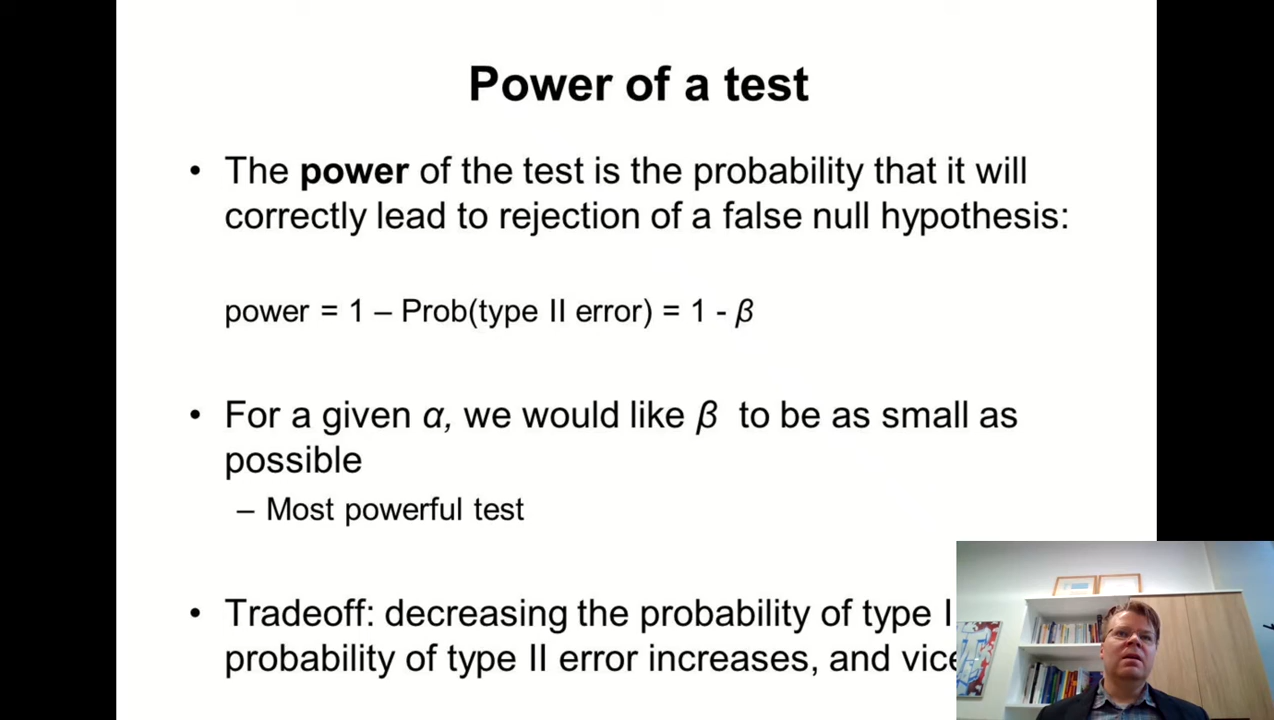 Power of a test
• The power of the test is the probability that it will
correctly lead to rejection of a false null hypothesis:
power = 1 – Prob(type II error) = 1 - β
• For a given α, we would like β to be as small as
possible
– Most powerful test
• Tradeoff: decreasing the probability of type I
probability of type II error increases, and vice